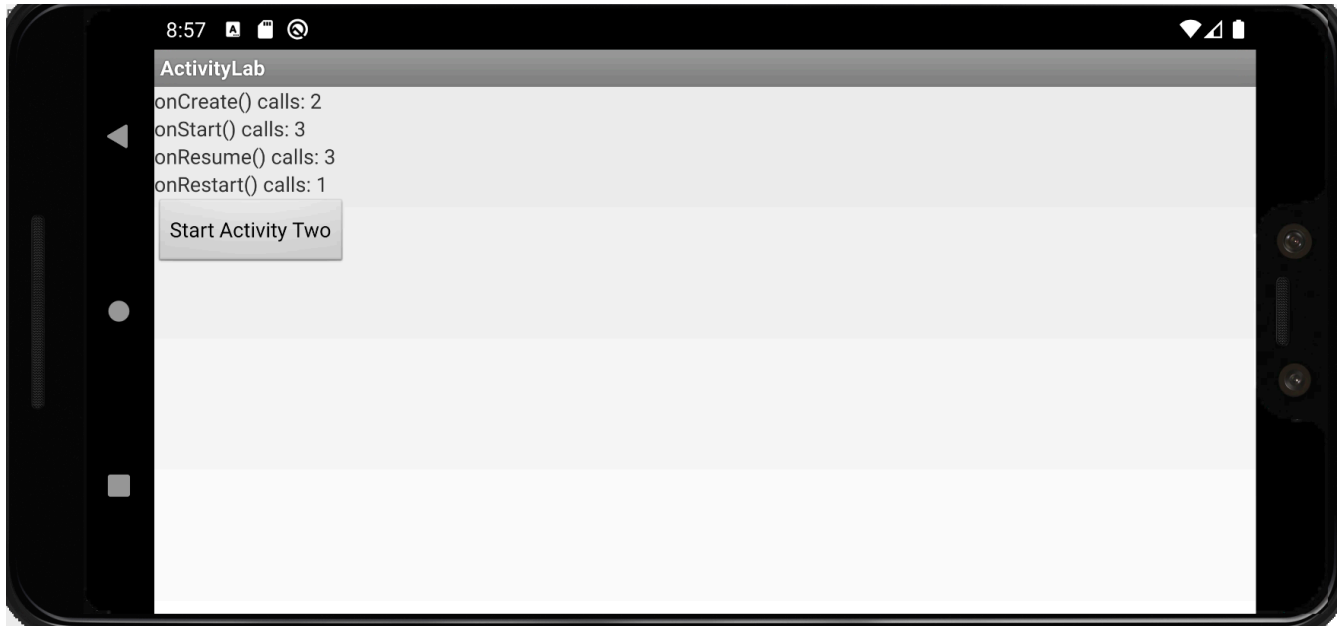 8:57
ActivityLab
onCreate() calls: 2
onStart() calls: 3
onResume() calls: 3
onRestart() calls: 1
Start Activity Two